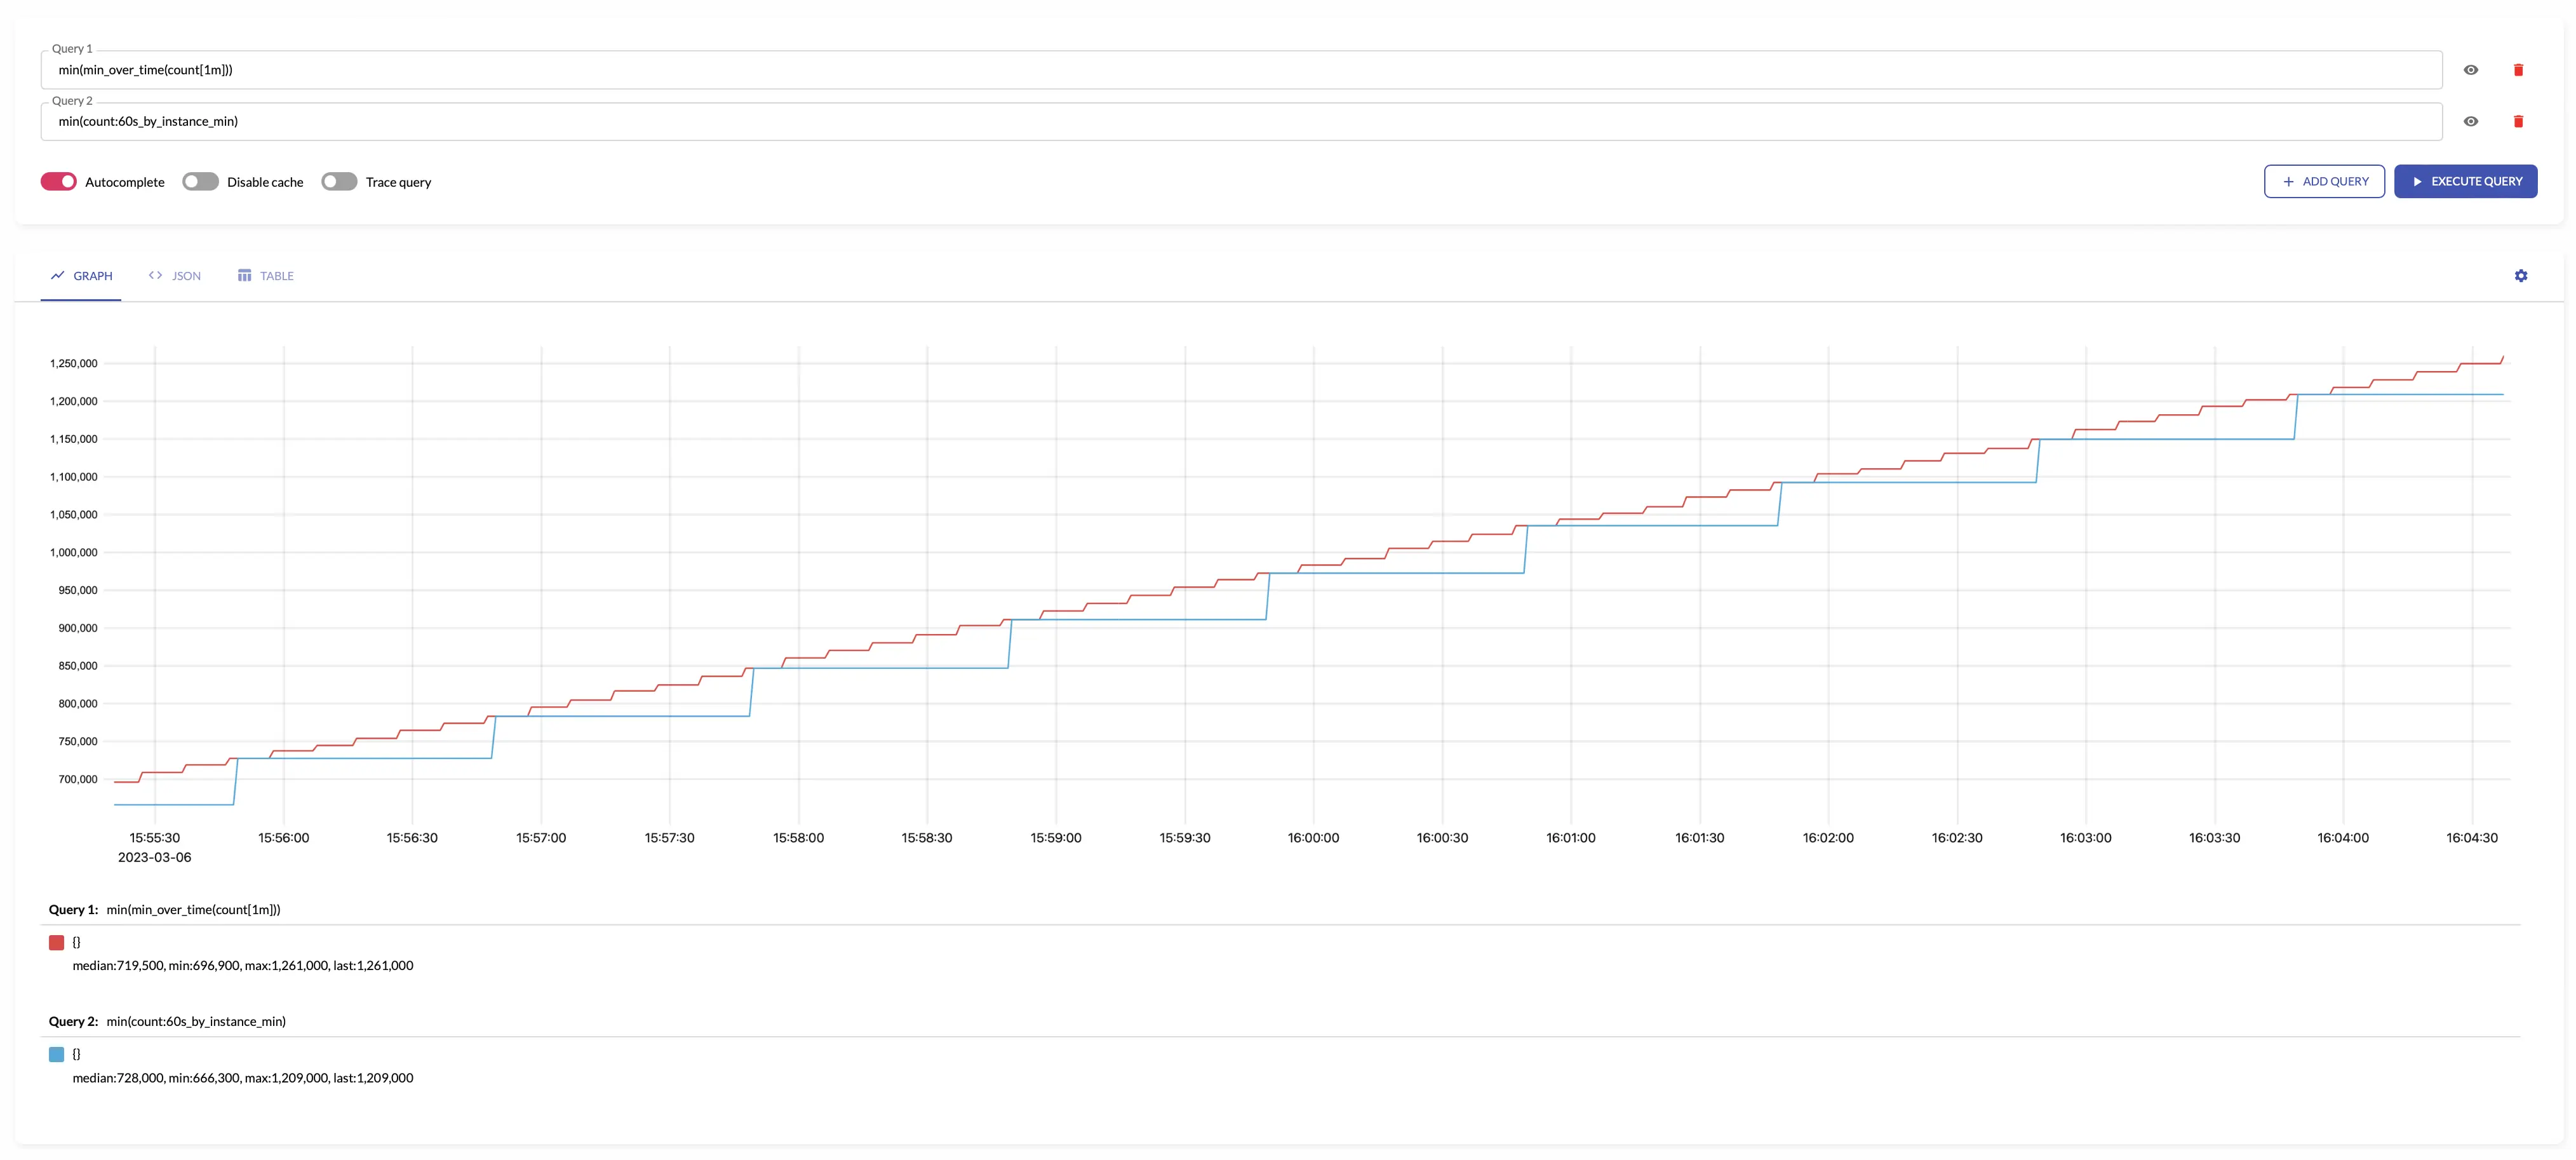 Query 1
min(min_over_time(count[1m]))
Query 2
min(count:60s_by_instance_min)
Autocomplete Disable cache Trace query ADD QUERY EXECUTE QUERY
GRAPH JSON TABLE
1,250,000
1,200,000
1,150,000
1,100,000
1,050,000
1,000,000
950,000
900,000
850,000
800,000
750,000
700,000
15:55:30 15:56:00 15:56:30 15:57:00 15:57:30 15:58:00 15:58:30 15:59:00 15:59:30 16:00:00 16:00:30 16:01:00 16:01:30 16:02:00 16:02:30 16:03:00 16:03:30 16:04:00 16:04:30
2023-03-06
Query 1: min(min_over_time(count[1m]))
{}
median:719,500, min:696,900, max:1,261,000, last:1,261,000
Query 2: min(count:60s_by_instance_min)
{}
median:728,000, min:666,300, max:1,209,000, last:1,209,000